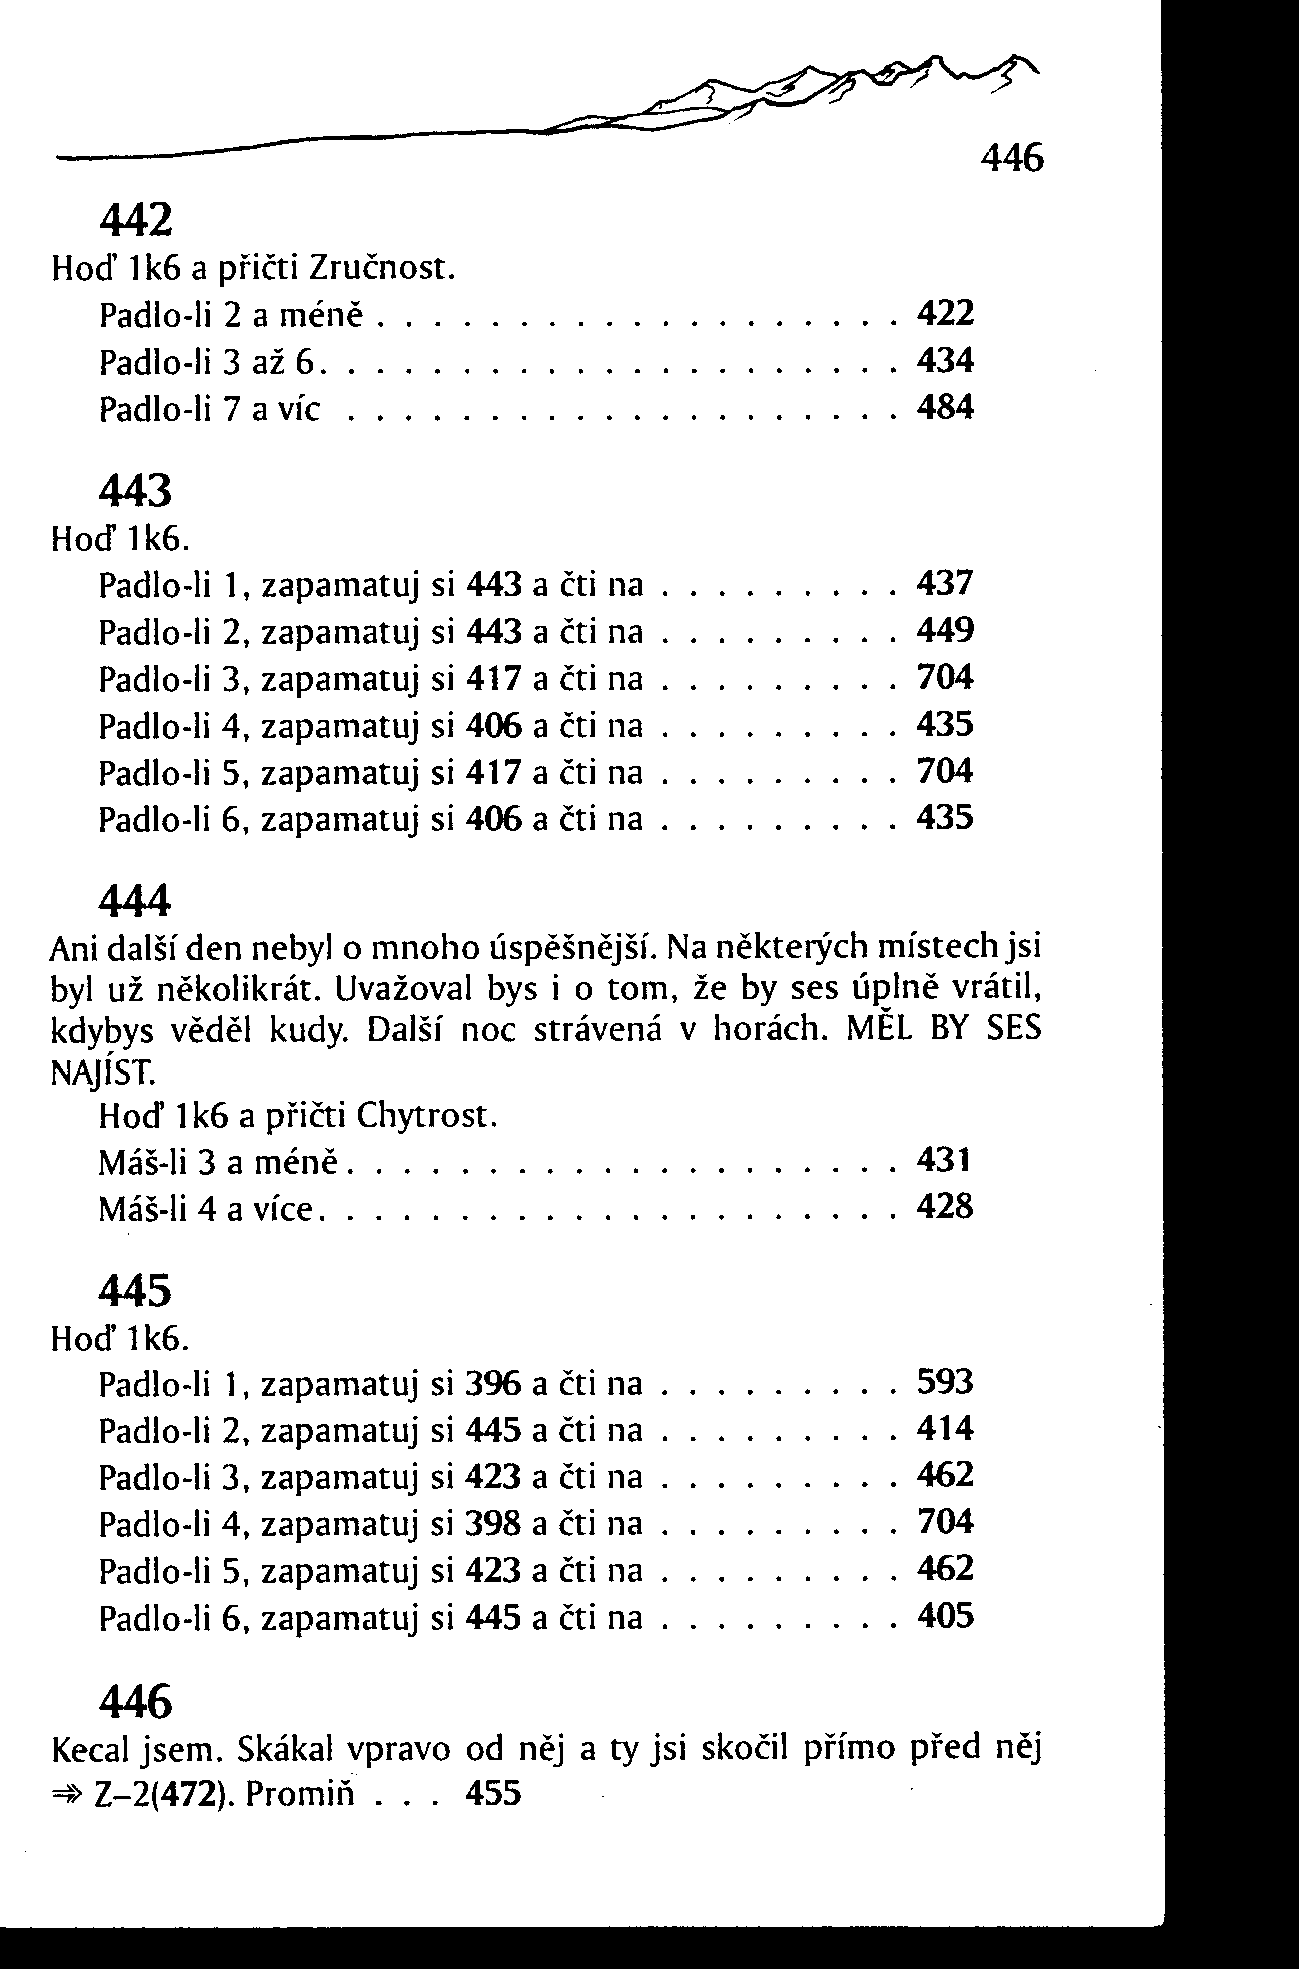 446
442
Hoď 1k6 a přičti Zručnost.
Padlo-li 2 a méně . . . . . . . . . . . . . . . . . . . 422
Padlo-li 3 až 6. . . . . . . . . . . . . . . . . . . . . 434
Padlo-li 7 a víc . . . . . . . . . . . . . . . . . . . . 484
443
Hoď 1k6.
Padlo-li 1, zapamatuj si 443 a čti na . . . . . . . . . 437
Padlo-li 2, zapamatuj si 443 a čti na . . . . . . . . . 449
Padlo-li 3, zapamatuj si 417 a čti na . . . . . . . . . 704
Padlo-li 4, zapamatuj si 406 a čti na . . . . . . . . . 435
Padlo-li 5, zapamatuj si 417 a čti na . . . . . . . . . 704
Padlo-li 6, zapamatuj si 406 a čti na . . . . . . . . . 435
444
Ani další den nebyl o mnoho úspěšnější. Na některých místech jsi
byl už několikrát. Uvažoval bys i o tom, že by ses úplně vrátil,
kdybys věděl kudy. Další noc strávená v horách. MĚL BY SES
NAJÍST.
Hoď 1k6 a přičti Chytrost.
Máš-li 3 a méně. . . . . . . . . . . . . . . . . . . . 431
Máš-li 4 a více. . . . . . . . . . . . . . . . . . . . . 428
445
Hoď 1k6.
Padlo-li 1, zapamatuj si 396 a čti na . . . . . . . . . 593
Padlo-li 2, zapamatuj si 445 a čti na . . . . . . . . . 414
Padlo-li 3, zapamatuj si 423 a čti na . . . . . . . . . 462
Padlo-li 4, zapamatuj si 398 a čti na . . . . . . . . . 704
Padlo-li 5, zapamatuj si 423 a čti na . . . . . . . . . 462
Padlo-li 6, zapamatuj si 445 a čti na . . . . . . . . . 405
446
Kecal jsem. Skákal vpravo od něj a ty jsi skočil přímo před něj
⇒ Z–2(472). Promiň . . . 455